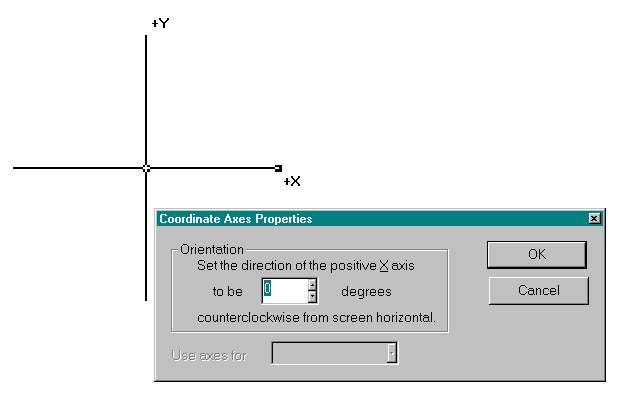 +Y
+X
Coordinate Axes Properties
Orientation
Set the direction of the positive X axis
to be 0 degrees
counterclockwise from screen horizontal.
Use axes for
OK
Cancel